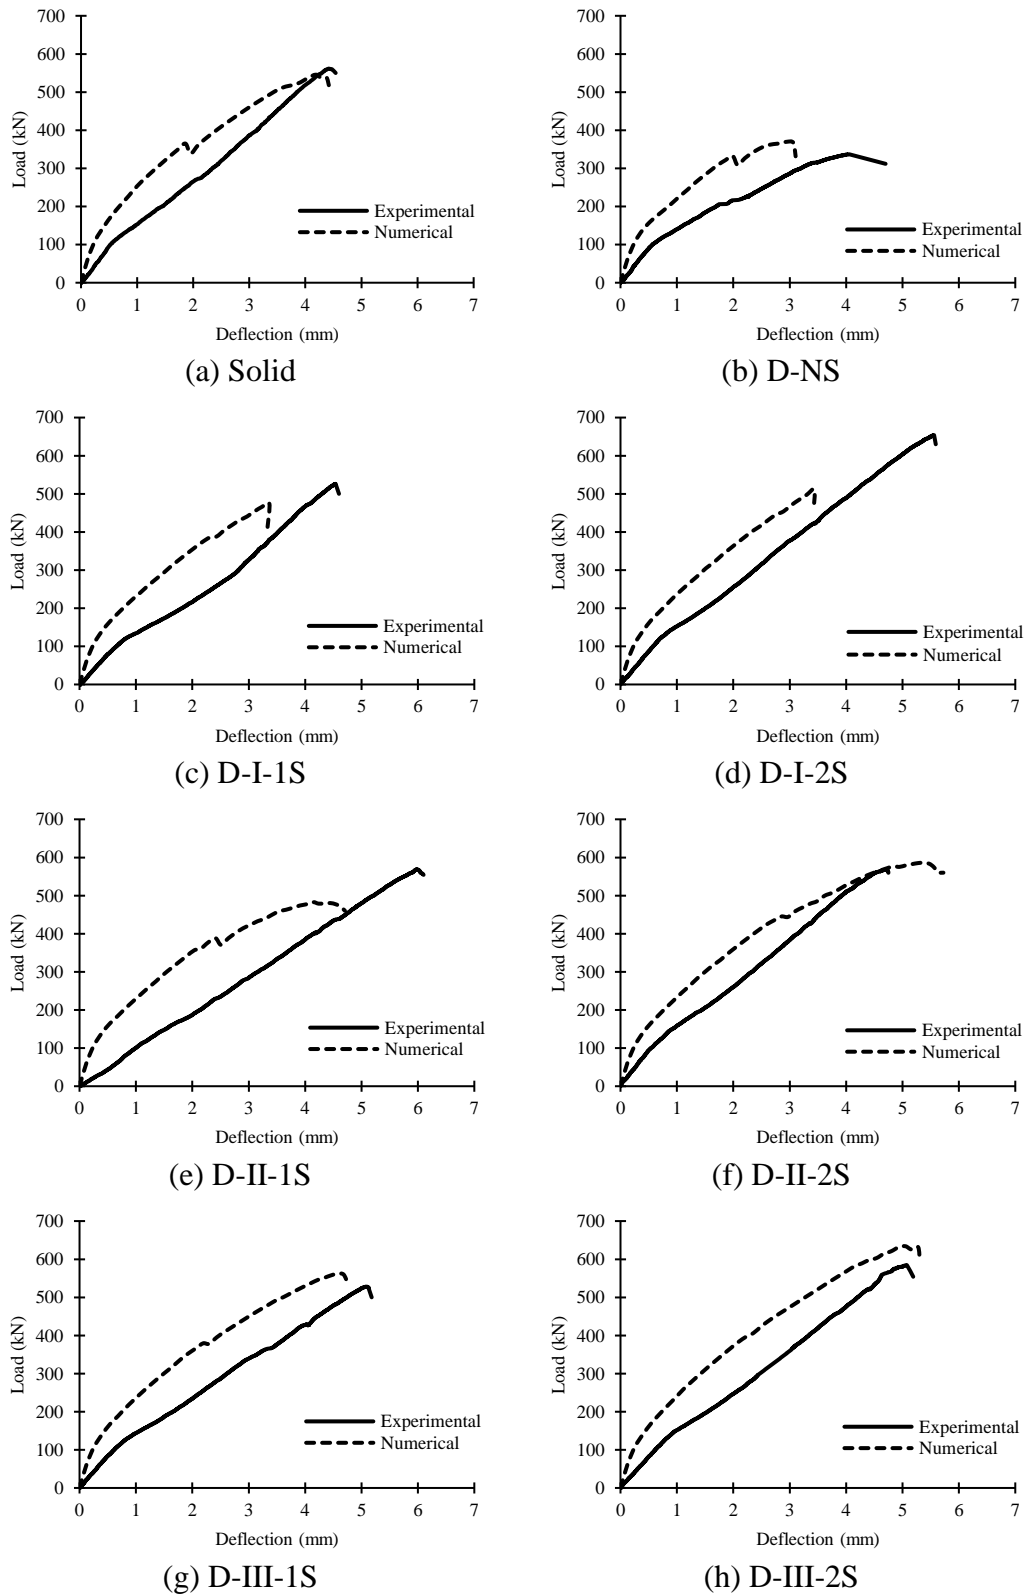 700
600
500
400
300
200
100
0
Load (kN)
Experimental
Numerical
0 1 2 3 4 5 6 7
Deflection (mm)
(a) Solid
700
600
500
400
300
200
100
0
Load (kN)
Experimental
Numerical
0 1 2 3 4 5 6 7
Deflection (mm)
(b) D-NS
700
600
500
400
300
200
100
0
Load (kN)
Experimental
Numerical
0 1 2 3 4 5 6 7
Deflection (mm)
(c) D-I-1S
700
600
500
400
300
200
100
0
Load (kN)
Experimental
Numerical
0 1 2 3 4 5 6 7
Deflection (mm)
(d) D-I-2S
700
600
500
400
300
200
100
0
Load (kN)
Experimental
Numerical
0 1 2 3 4 5 6 7
Deflection (mm)
(e) D-II-1S
700
600
500
400
300
200
100
0
Load (kN)
Experimental
Numerical
0 1 2 3 4 5 6 7
Deflection (mm)
(f) D-II-2S
700
600
500
400
300
200
100
0
Load (kN)
Experimental
Numerical
0 1 2 3 4 5 6 7
Deflection (mm)
(g) D-III-1S
700
600
500
400
300
200
100
0
Load (kN)
Experimental
Numerical
0 1 2 3 4 5 6 7
Deflection (mm)
(h) D-III-2S